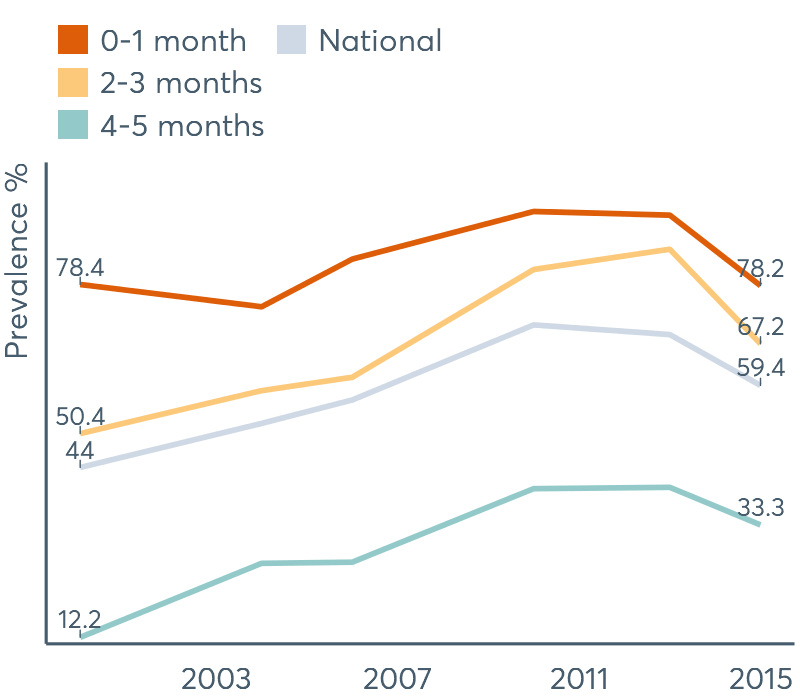 0-1 month National
2-3 months
4-5 months
Prevalence %
78.4
78.2
67.2
59.4
50.4
44
33.3
12.2
2003 2007 2011 2015